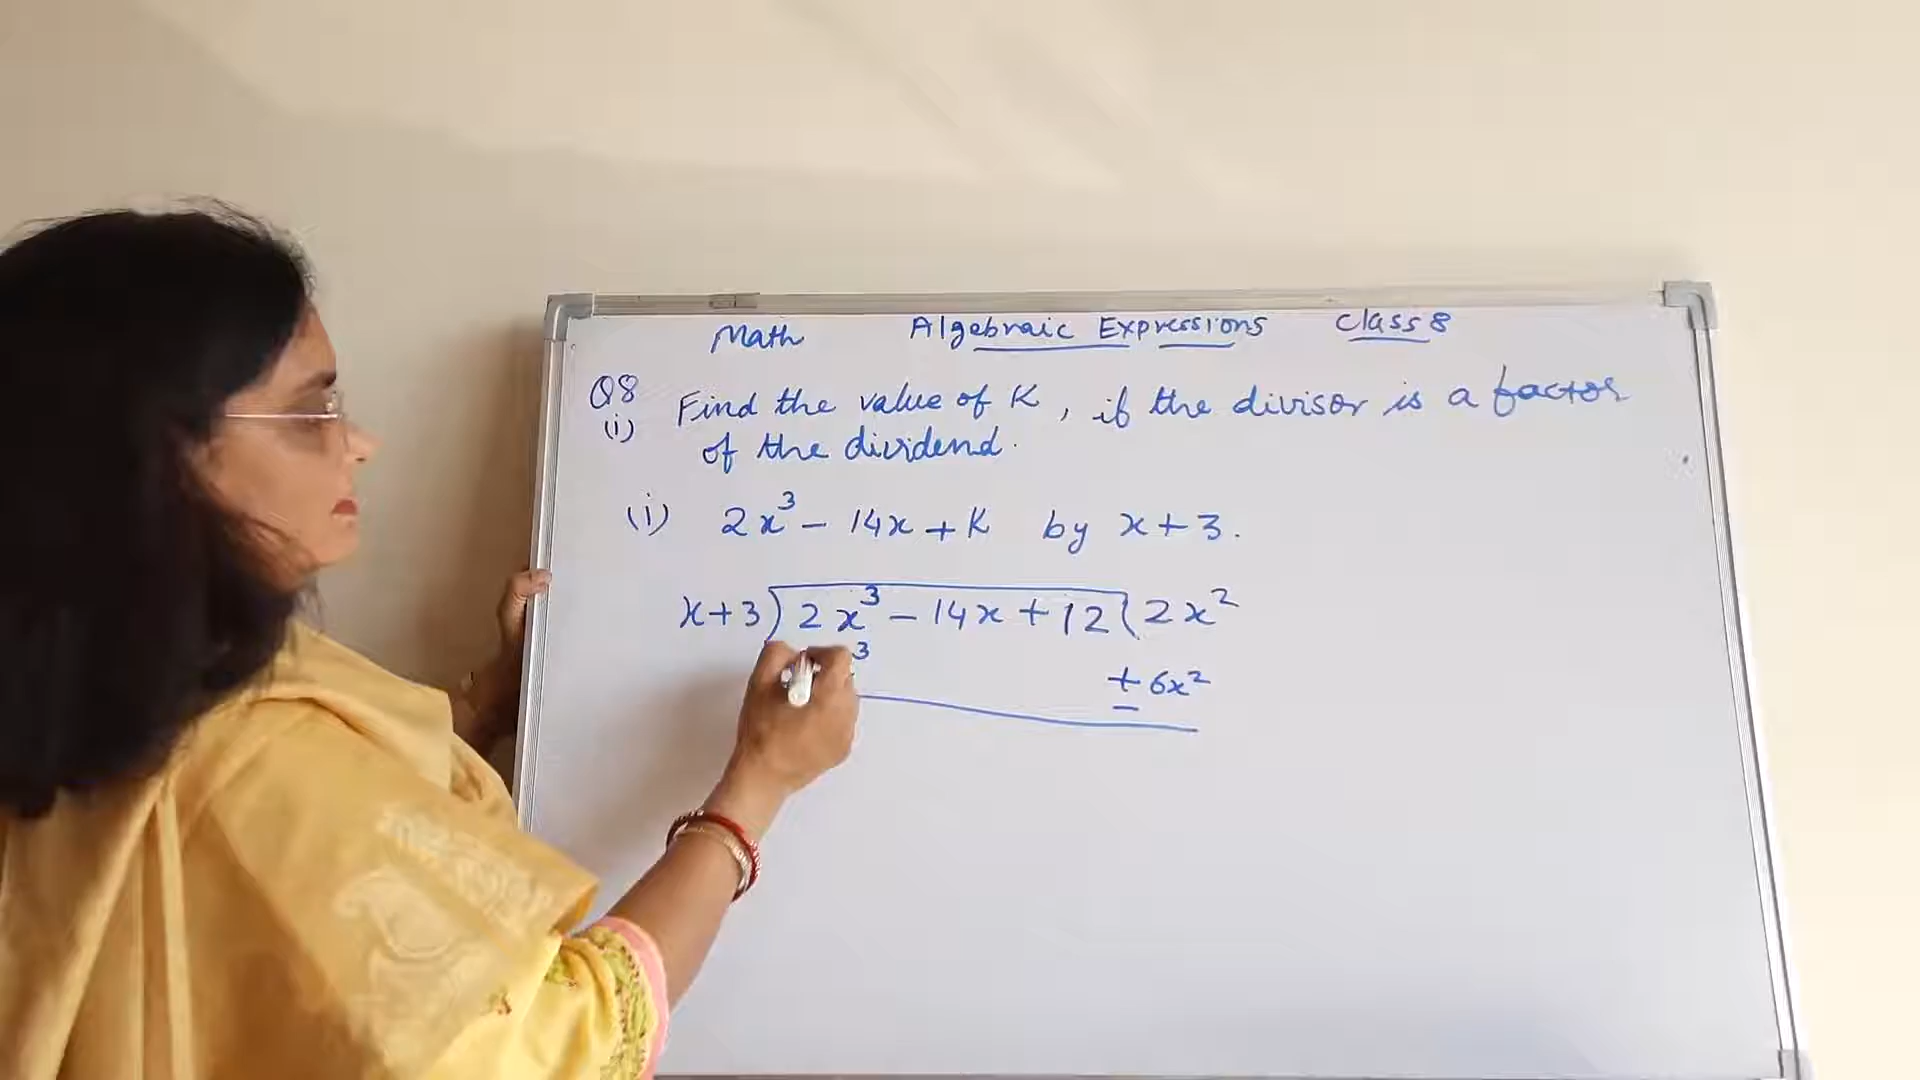 Math Algebraic Expressions Class 8
Q8
(i) Find the value of K, if the divisor is a factor
of the dividend.
(i) 2x³ - 14x + K by x + 3.
x+3) 2x³ - 14x + 12 ( 2x²
³ + 6x²
-